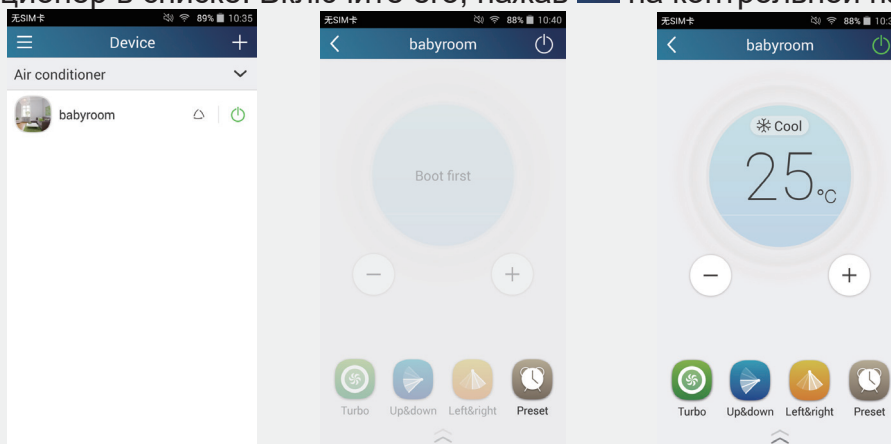 Включите его, нажав на контрольной
无SIM卡 89% 10:35
Device
Air conditioner
babyroom
无SIM卡 88% 10:40
babyroom
Boot first
Turbo Up&down Left&right Preset
无SIM卡 88%
babyroom
Cool
25°C
Turbo Up&down Left&right Preset